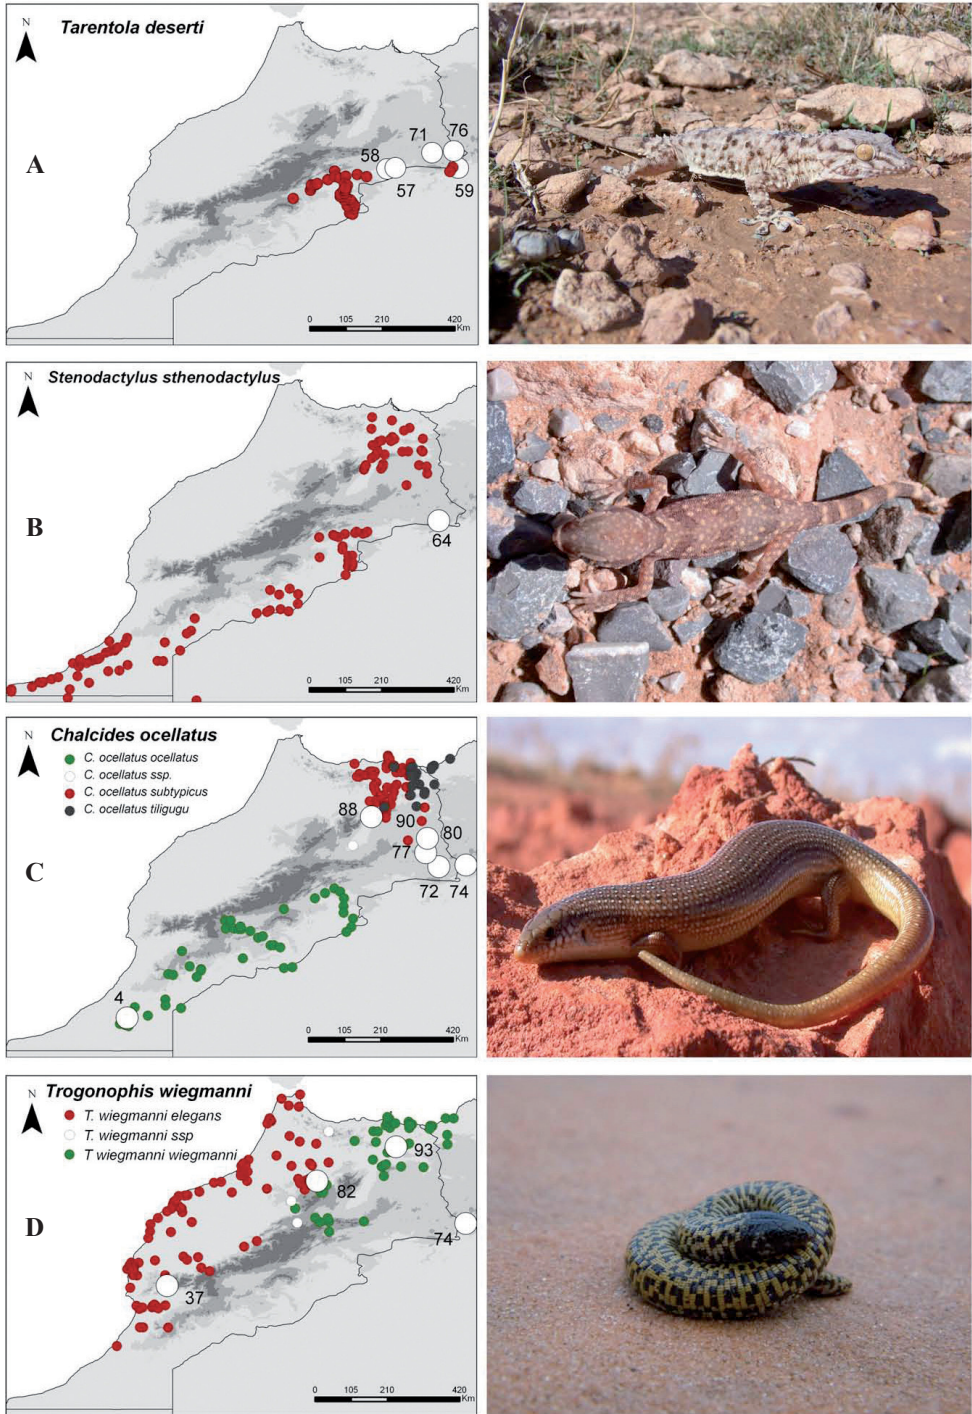 N
Tarentola deserti
A
58
71
76
57
59
0 105 210 420
Km
N
Stenodactylus sthenodactylus
B
64
0 105 210 420
Km
N
Chalcides ocellatus
C. ocellatus ocellatus
C. ocellatus ssp.
C. ocellatus subtypicus
C. ocellatus tiligugu
C
88
90
80
77
72
74
4
0 105 210 420
Km
N
Trogonophis wiegmanni
T. wiegmanni elegans
T. wiegmanni ssp
T wiegmanni wiegmanni
D
93
82
74
37
0 105 210 420
Km